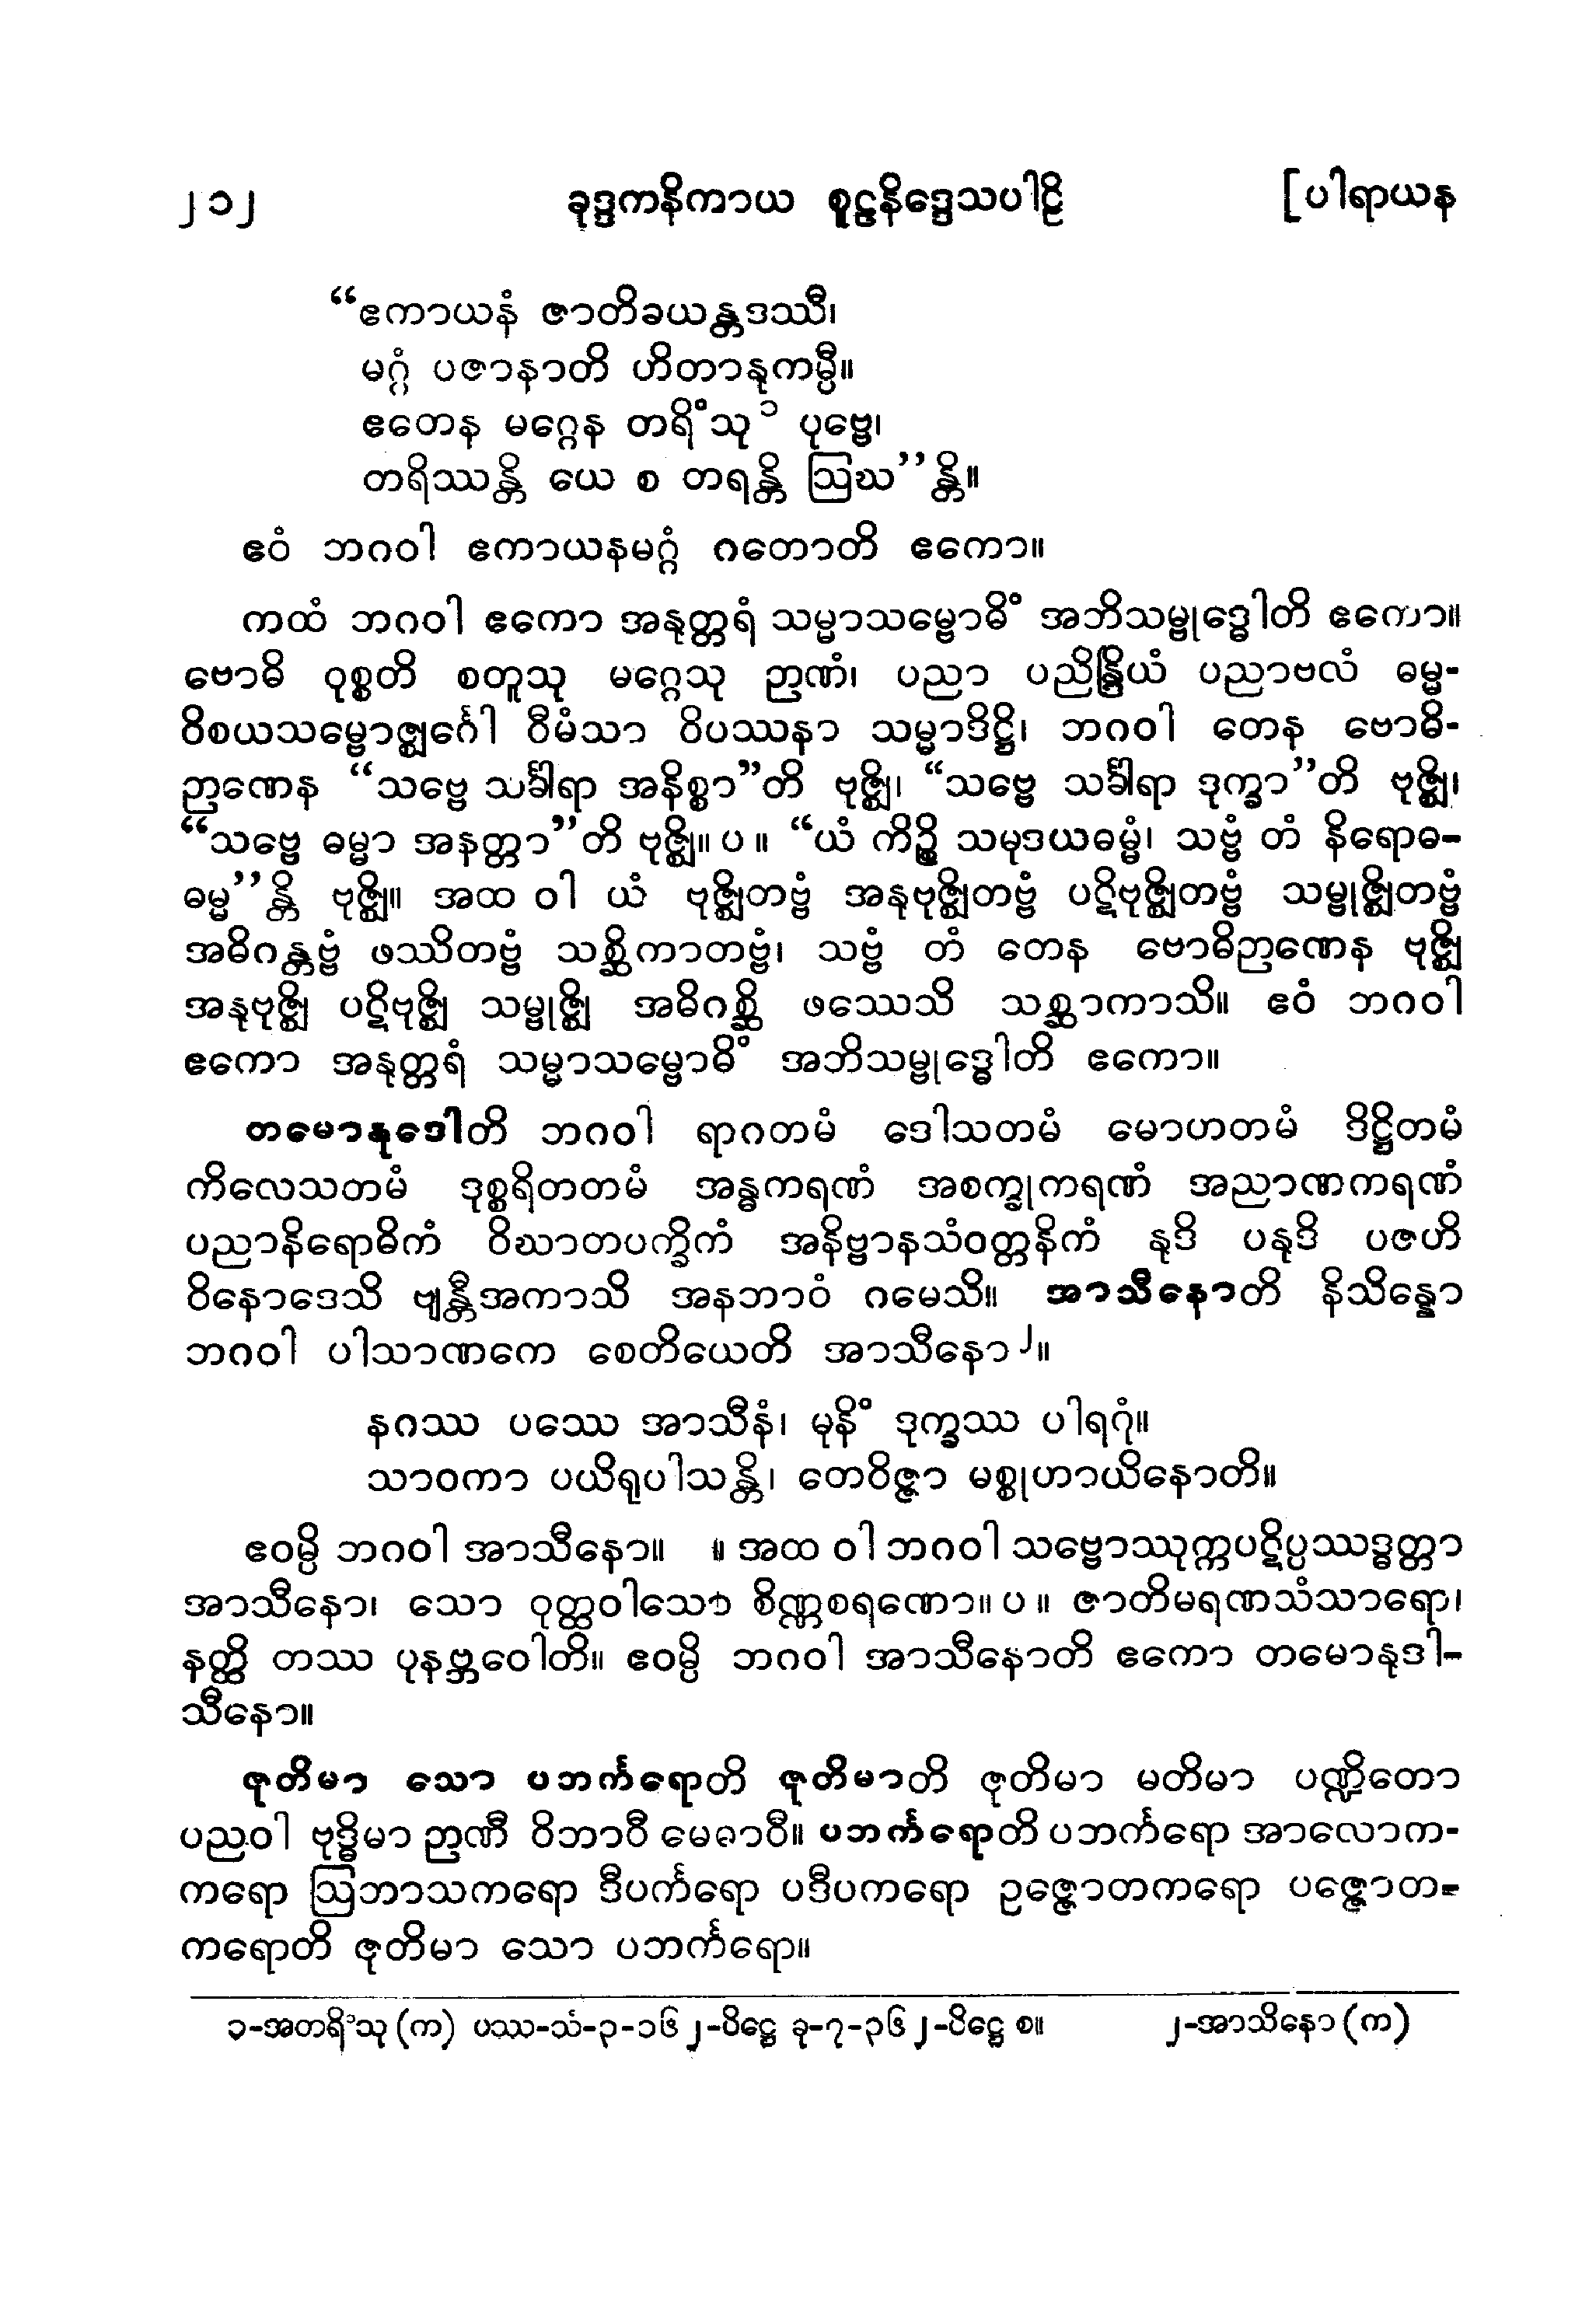 ၂၁၂ ခုဒ္ဒကနိကာယ စူဠနိဒ္ဒေသပါဠိ [ပါရာယန
“ဧကာယနံ ဇာတိခယန္တဒဿီ၊
မဂ္ဂံ ပဇာနာတိ ဟိတာနုကမ္ပီ။
ဧတေန မဂ္ဂေန တရိံသု ၁ ပုဗ္ဗေ၊
တရိဿန္တိ ယေ စ တရန္တိ ဩဃ”န္တိ။
ဧဝံ ဘဂဝါ ဧကာယနမဂ္ဂံ ဂတောတိ ဧကော။
ကထံ ဘဂဝါ ဧကော အနုတ္တရံ သမ္မာသမ္ဗောဓိံ အဘိသမ္ဗုဒ္ဓေါတိ ဧကော။
ဗောဓိ ဝုစ္စတိ စတူသု မဂ္ဂေသု ဉာဏံ၊ ပညာ ပညိန္ဒြိယံ ပညာဗလံ ဓမ္မ-
ဝိစယသမ္ဗောဇ္ဈင်္ဂေါ ဝီမံသာ ဝိပဿနာ သမ္မာဒိဋ္ဌိ၊ ဘဂဝါ တေန ဗောဓိ-
ဉာဏေန “သဗ္ဗေ သင်္ခါရာ အနိစ္စာ”တိ ဗုဇ္ဈိ၊ “သဗ္ဗေ သင်္ခါရာ ဒုက္ခာ”တိ ဗုဇ္ဈိ၊
“သဗ္ဗေ ဓမ္မာ အနတ္တာ”တိ ဗုဇ္ဈိ။ ပ ။ “ယံ ကိဉ္စိ သမုဒယဓမ္မံ၊ သဗ္ဗံ တံ နိရောဓ-
ဓမ္မ”န္တိ ဗုဇ္ဈိ။ အထ ဝါ ယံ ဗုဇ္ဈိတဗ္ဗံ အနုဗုဇ္ဈိတဗ္ဗံ ပဋိဗုဇ္ဈိတဗ္ဗံ သမ္ဗုဇ္ဈိတဗ္ဗံ
အဓိဂန္တဗ္ဗံ ဖဿိတဗ္ဗံ သစ္ဆိကာတဗ္ဗံ၊ သဗ္ဗံ တံ တေန ဗောဓိဉာဏေန ဗုဇ္ဈိ
အနုဗုဇ္ဈိ ပဋိဗုဇ္ဈိ သမ္ဗုဇ္ဈိ အဓိဂစ္ဆိ ဖဿေသိ သစ္ဆာကာသိ။ ဧဝံ ဘဂဝါ
ဧကော အနုတ္တရံ သမ္မာသမ္ဗောဓိံ အဘိသမ္ဗုဒ္ဓေါတိ ဧကော။
တမောနုဒေါတိ ဘဂဝါ ရာဂတမံ ဒေါသတမံ မောဟတမံ ဒိဋ္ဌိတမံ
ကိလေသတမံ ဒုစ္စရိတတမံ အန္ဓကရဏံ အစက္ခုကရဏံ အညာဏကရဏံ
ပညာနိရောဓိကံ ဝိဃာတပက္ခိကံ အနိဗ္ဗာနသံဝတ္တနိကံ နုဒိ ပနုဒိ ပဇဟိ
ဝိနောဒေသိ ဗျန္တီအကာသိ အနဘာဝံ ဂမေသိ။ အာသီနောတိ နိသိန္နော
ဘဂဝါ ပါသာဏကေ စေတိယေတိ အာသီနော၂။
နဂဿ ပဿေ အာသီနံ၊ မုနိံ ဒုက္ခဿ ပါရဂုံ။
သာဝကာ ပယိရုပါသန္တိ၊ တေဝိဇ္ဇာ မစ္စုဟာယိနောတိ။
ဧဝမ္ပိ ဘဂဝါ အာသီနော။ ။ အထ ဝါ ဘဂဝါ သဗ္ဗောဿုက္ကပဋိပ္ပဿဒ္ဓတ္တာ
အာသီနော၊ သော ဝုတ္ထဝါသော စိဏ္ဏစရဏော။ ပ ။ ဇာတိမရဏသံသာရော၊
နတ္ထိ တဿ ပုနဗ္ဘဝေါတိ။ ဧဝမ္ပိ ဘဂဝါ အာသီနောတိ ဧကော တမောနုဒါ-
သီနော။
ဇုတိမာ သော ပဘင်္ကရောတိ ဇုတိမာတိ ဇုတိမာ မတိမာ ပဏ္ဍိတော
ပညဝါ ဗုဒ္ဓိမာ ဉာဏီ ဝိဘာဝီ မေဓာဝီ။ ပဘင်္ကရောတိ ပဘင်္ကရော အာလောက-
ကရော ဩဘာသကရော ဒီပင်္ကရော ပဒီပကရော ဥဇ္ဇောတကရော ပဇ္ဇောတ-
ကရောတိ ဇုတိမာ သော ပဘင်္ကရော။
၁-အတရိံသု (က) ပဿ-သံ-၃-၁၆၂-ပိဋ္ဌေ ခု-၇-၃၆၂-ပိဋ္ဌေ စ။ ၂-အာသိနော (က)